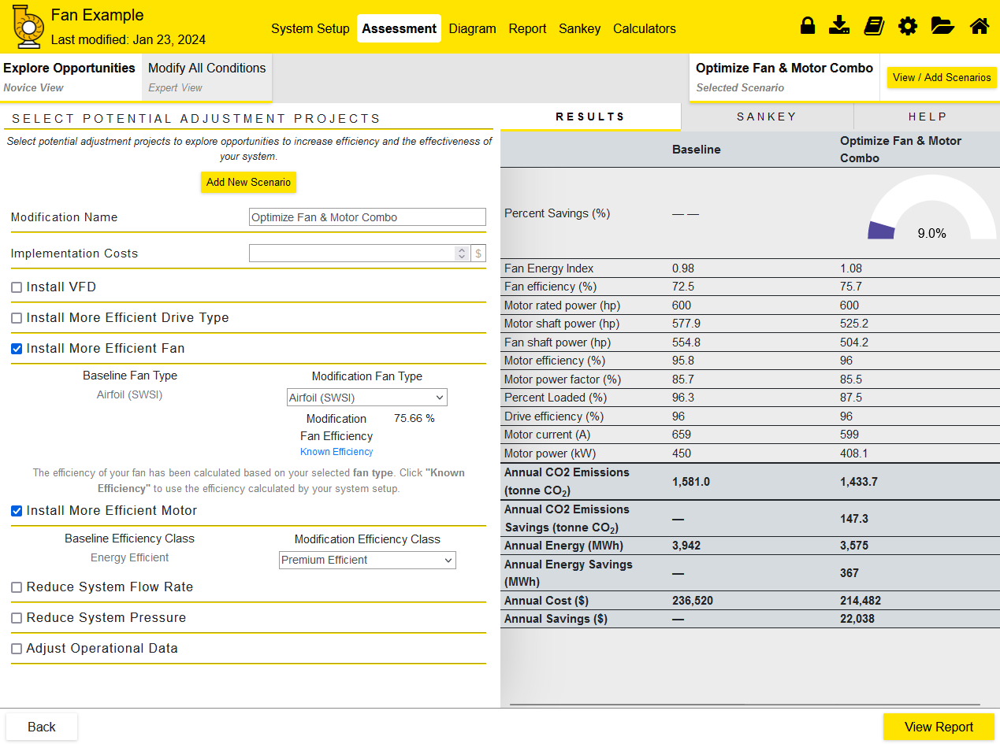 Fan Example
Last modified: Jan 23, 2024
System Setup Assessment Diagram Report Sankey Calculators
Explore Opportunities
Novice View
Modify All Conditions
Expert View
Optimize Fan & Motor Combo
Selected Scenario
View / Add Scenarios
SELECT POTENTIAL ADJUSTMENT PROJECTS
Select potential adjustment projects to explore opportunities to increase efficiency and the effectiveness of
your system.
Add New Scenario
Modification Name Optimize Fan & Motor Combo
Implementation Costs $
Install VFD
Install More Efficient Drive Type
Install More Efficient Fan
Baseline Fan Type
Airfoil (SWSI)
Modification Fan Type
Airfoil (SWSI)
Modification 75.66 %
Fan Efficiency
Known Efficiency
The efficiency of your fan has been calculated based on your selected fan type. Click "Known
Efficiency" to use the efficiency calculated by your system setup.
Install More Efficient Motor
Baseline Efficiency Class
Energy Efficient
Modification Efficiency Class
Premium Efficient
Reduce System Flow Rate
Reduce System Pressure
Adjust Operational Data
RESULTS SANKEY HELP
Baseline Optimize Fan & Motor
Combo
Percent Savings (%) — — 9.0%
Fan Energy Index 0.98 1.08
Fan efficiency (%) 72.5 75.7
Motor rated power (hp) 600 600
Motor shaft power (hp) 577.9 525.2
Fan shaft power (hp) 554.8 504.2
Motor efficiency (%) 95.8 96
Motor power factor (%) 85.7 85.5
Percent Loaded (%) 96.3 87.5
Drive efficiency (%) 96 96
Motor current (A) 659 599
Motor power (kW) 450 408.1
Annual CO2 Emissions
(tonne CO2) 1,581.0 1,433.7
Annual CO2 Emissions
Savings (tonne CO2) — 147.3
Annual Energy (MWh) 3,942 3,575
Annual Energy Savings
(MWh) — 367
Annual Cost ($) 236,520 214,482
Annual Savings ($) — 22,038
Back
View Report